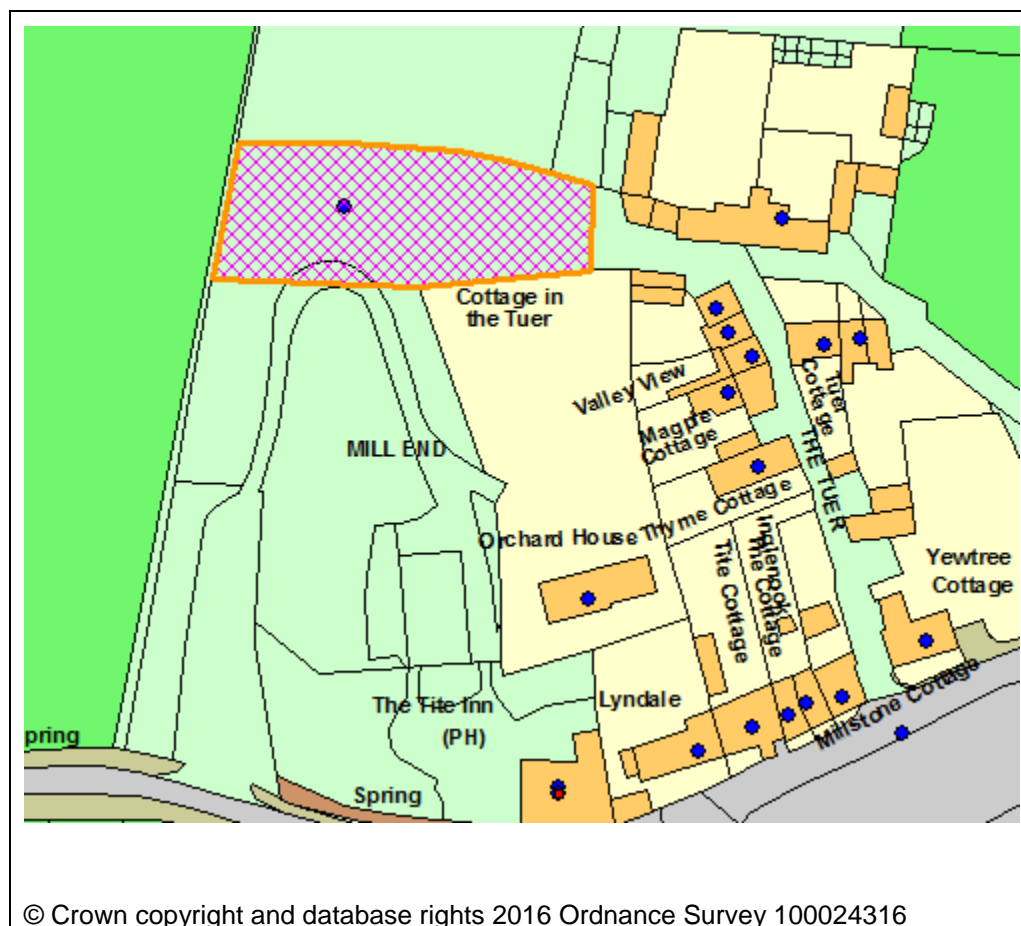 Cottage in
the Tuer
Valley View
Magpie
Cottage
Tuer
Cottage
THE TUER
MILL END
Orchard House
Thyme Cottage
Inglenook
The Cottage
Tite Cottage
Yewtree
Cottage
The Tite Inn
(PH)
Lyndale
Millstone Cottage
pring
Spring
© Crown copyright and database rights 2016 Ordnance Survey 100024316